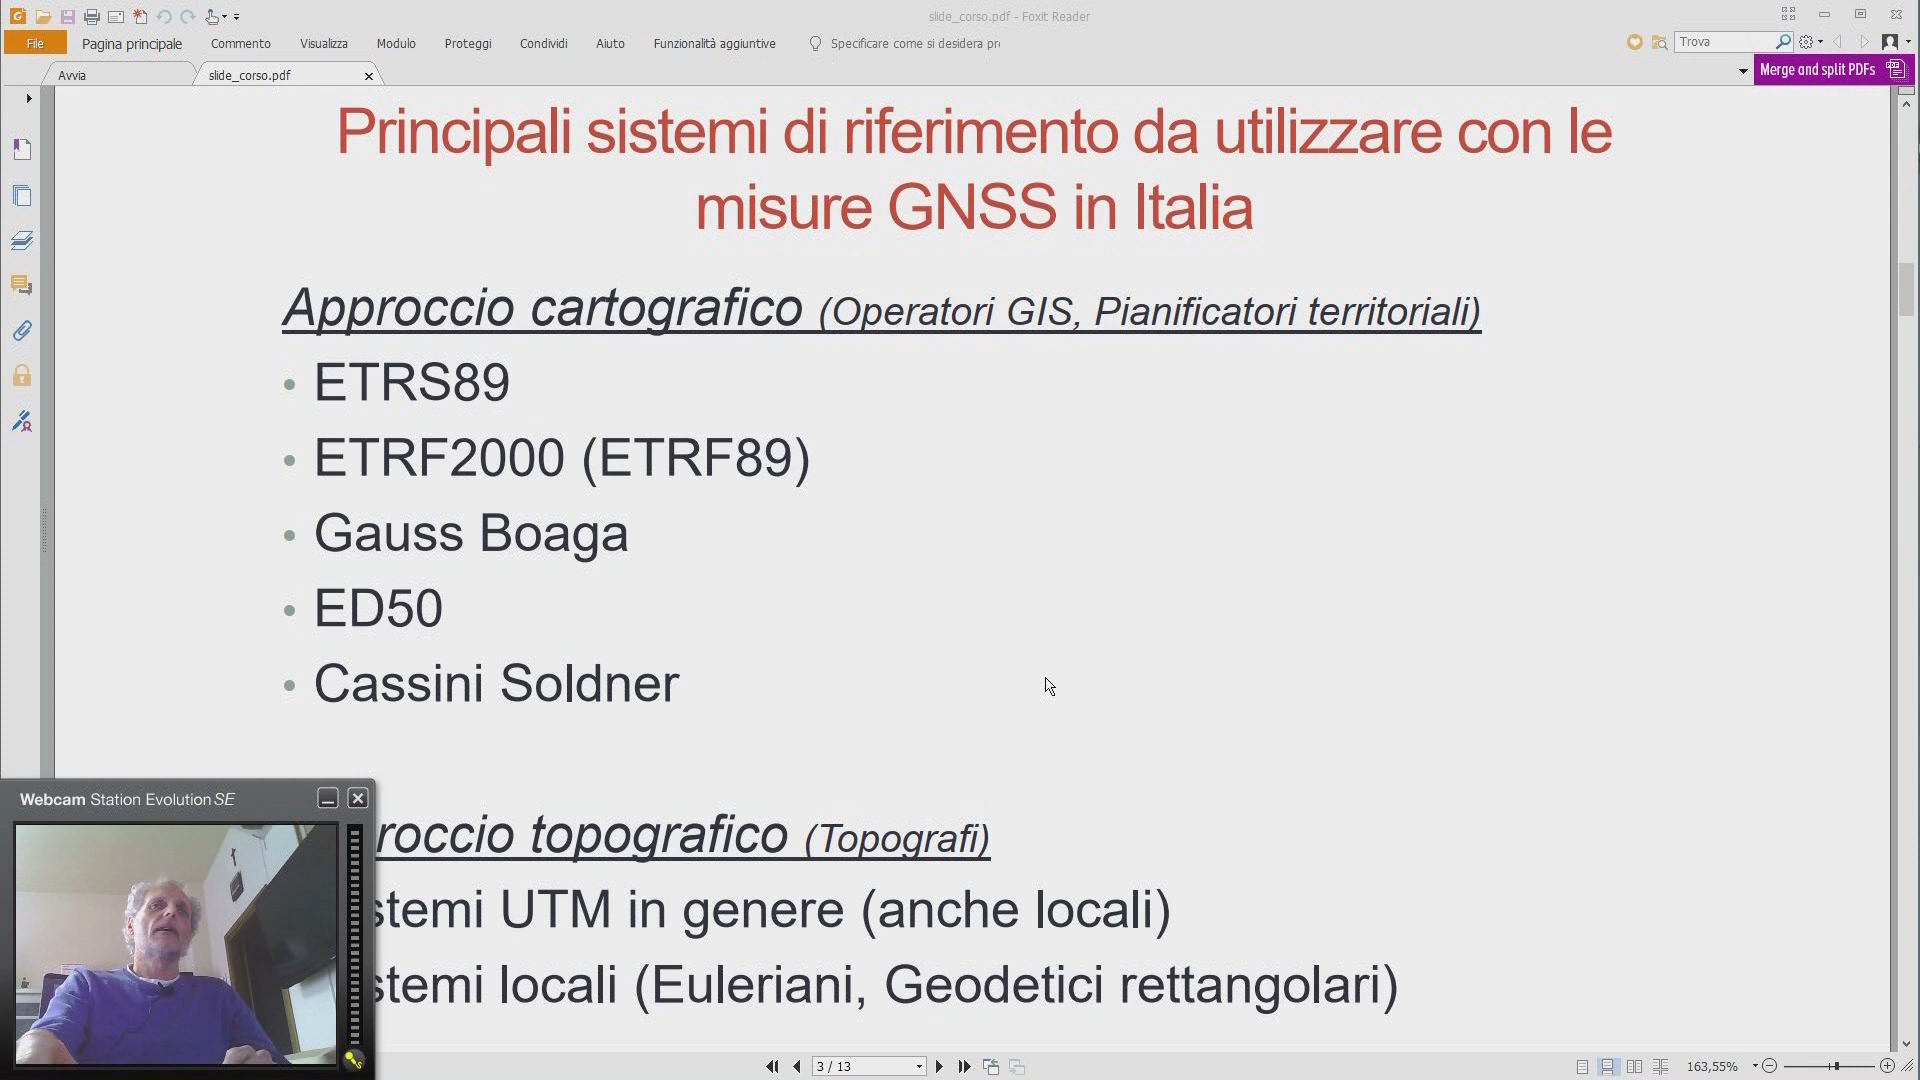 slide_corso.pdf - Foxit Reader
File Pagina principale Commento Visualizza Modulo Proteggi Condividi Aiuto Funzionalità aggiuntive Specificare come si desidera pr Trova
Avvia slide_corso.pdf Merge and split PDFs
Principali sistemi di riferimento da utilizzare con le
misure GNSS in Italia
Approccio cartografico (Operatori GIS, Pianificatori territoriali)
• ETRS89
• ETRF2000 (ETRF89)
• Gauss Boaga
• ED50
• Cassini Soldner
Webcam Station Evolution SE
roccio topografico (Topografi)
stemi UTM in genere (anche locali)
stemi locali (Euleriani, Geodetici rettangolari)
3 / 13 163,55%